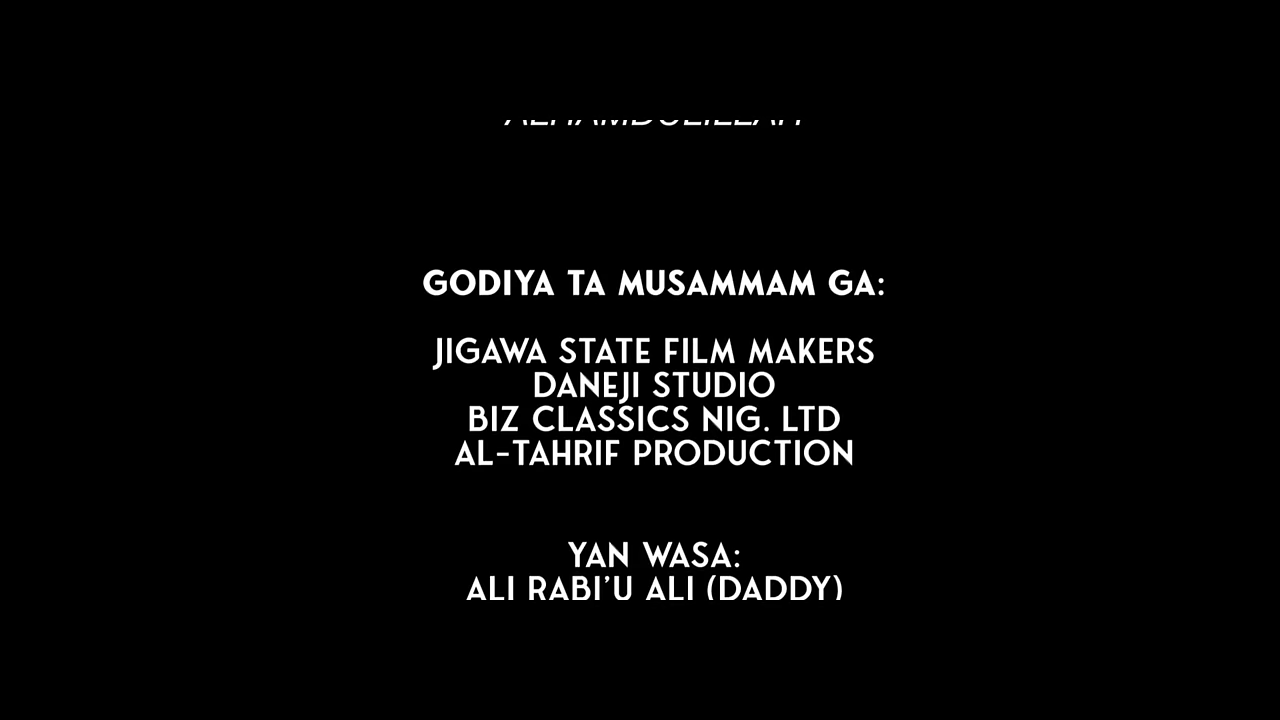 ALHAMDULILLAH
GODIYA TA MUSAMMAM GA:
JIGAWA STATE FILM MAKERS
DANEJI STUDIO
BIZ CLASSICS NIG. LTD
AL-TAHRIF PRODUCTION
YAN WASA:
ALI RABI'U ALI (DADDY)